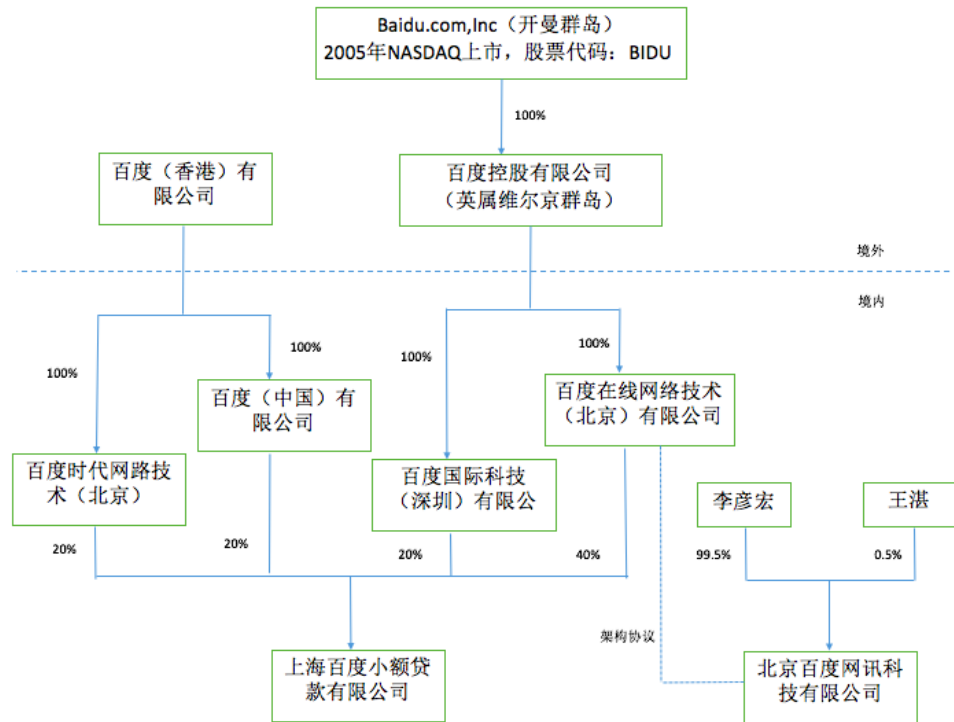 Baidu.com,Inc（开曼群岛）
2005年NASDAQ上市，股票代码：BIDU
100%
百度（香港）有
限公司
百度控股有限公司
（英属维尔京群岛）
境外
境内
100%
100%
100%
100%
百度（中国）有
限公司
百度在线网络技术
（北京）有限公司
百度时代网路技
术（北京）
百度国际科技
（深圳）有限公
李彦宏
王湛
20%
20%
20%
40%
99.5%
0.5%
架构协议
上海百度小额贷
款有限公司
北京百度网讯科
技有限公司